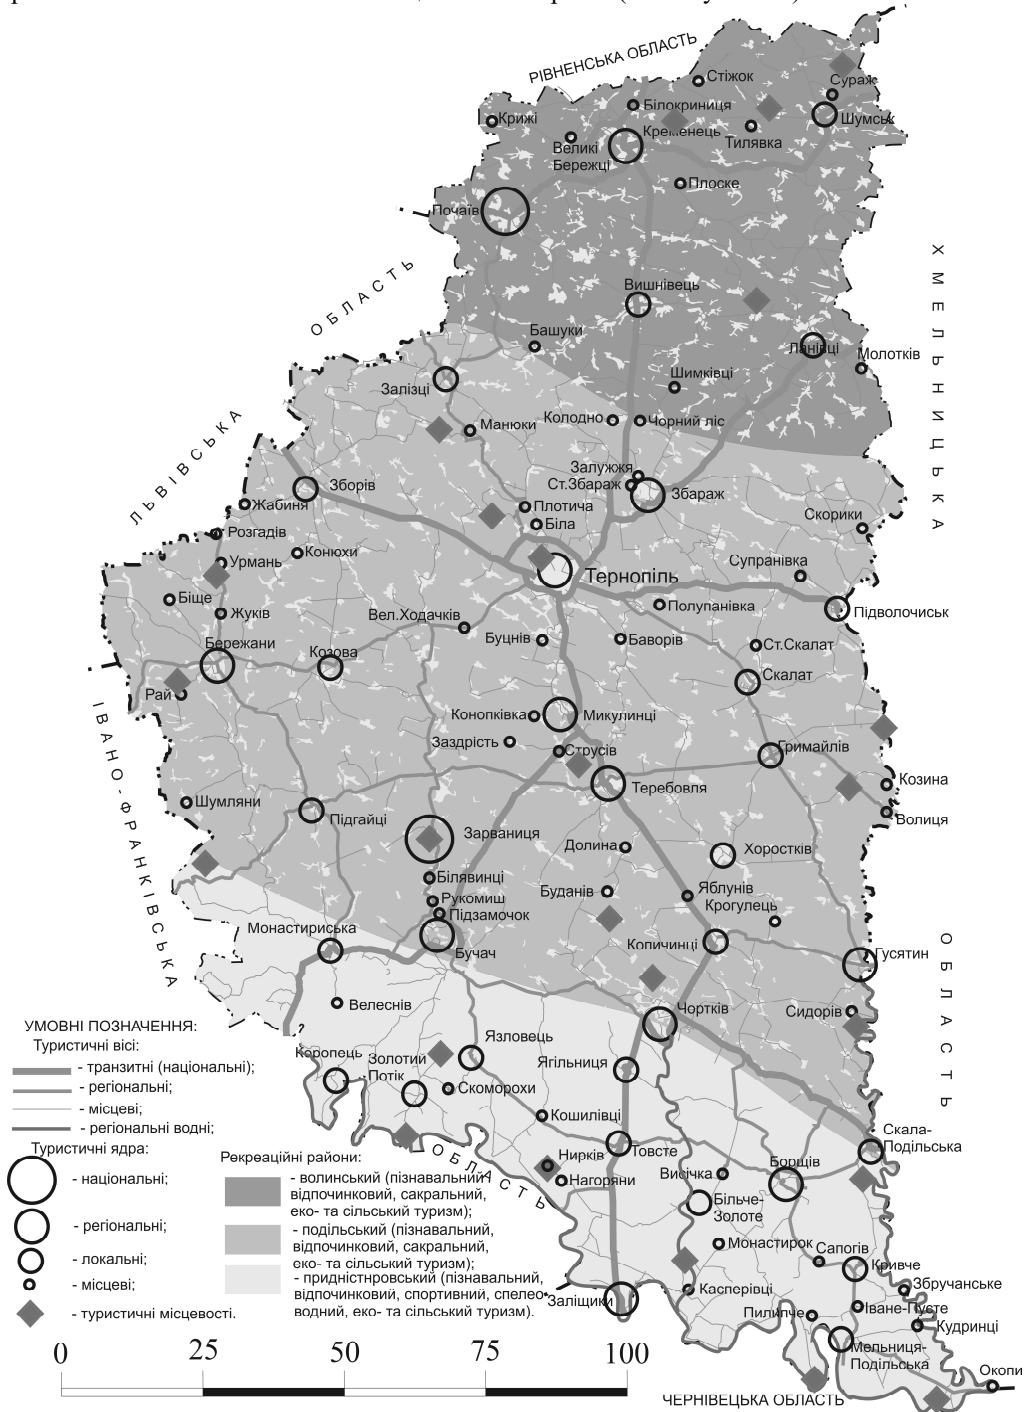 РІВНЕНСЬКА ОБЛАСТЬ
Стіжок
Сураж
Білокриниця
Крижі
Кременець
Шумськ
Великі
Бережці
Тилявка
Плоске
Почаїв
ХМЕЛЬНИЦЬКА
ОБЛАСТЬ
Вишнівець
Башуки
Ланівці
Молотків
Шимківці
Залізці
Колодно
Чорний ліс
Манюки
ЛЬВІВСЬКА
Залужжя
Ст.Збараж
Збараж
Зборів
Жабиня
Плотича
Скорики
Біла
Розгадів
Конюхи
Урмань
Супранівка
Тернопіль
Біще
Полупанівка
Підволочиськ
Жуків
Вел.Ходачків
Буцнів
Баворів
Бережани
Козова
Ст.Скалат
Скалат
Рай
Конопківка
Микулинці
ІВАНО-ФРАНКІВСЬКА
Заздрість
Струсів
Гримайлів
Козина
Теребовля
Шумляни
Підгайці
Волиця
Зарваниця
Долина
Хоростків
Білявинці
Буданів
Яблунів
Рукомиш
Крогулець
Підзамочок
Монастириська
Копичинці
Бучач
Гусятин
ОБЛАСТЬ
Велеснів
Чортків
Сидорів
УМОВНІ ПОЗНАЧЕННЯ:
Туристичні вісі:
- транзитні (національні);
- регіональні;
- місцеві;
- регіональні водні;
Туристичні ядра:
- національні;
- регіональні;
- локальні;
- місцеві;
- туристичні місцевості.
Язловець
Коропець
Золотий
Потік
Ягільниця
Скоморохи
Кошилівці
Скала-
Подільська
ОБЛАСТЬ
Товсте
Нирків
Борщів
Нагоряни
Висічка
Більче-
Золоте
Рекреаційні райони:
- волинський (пізнавальний,
відпочинковий, сакральний,
еко- та сільський туризм);
- подільський (пізнавальний,
відпочинковий, сакральний,
еко- та сільський туризм);
- придністровський (пізнавальний,
відпочинковий, спортивний, спелео-
водний, еко- та сільський туризм).
Монастирок
Сапогів
Кривче
Збручанське
Касперівці
Заліщики
Іване-Пусте
Пилипче
Кудринці
Мельниця-
Подільська
Окопи
ЧЕРНІВЕЦЬКА ОБЛАСТЬ
0 25 50 75 100